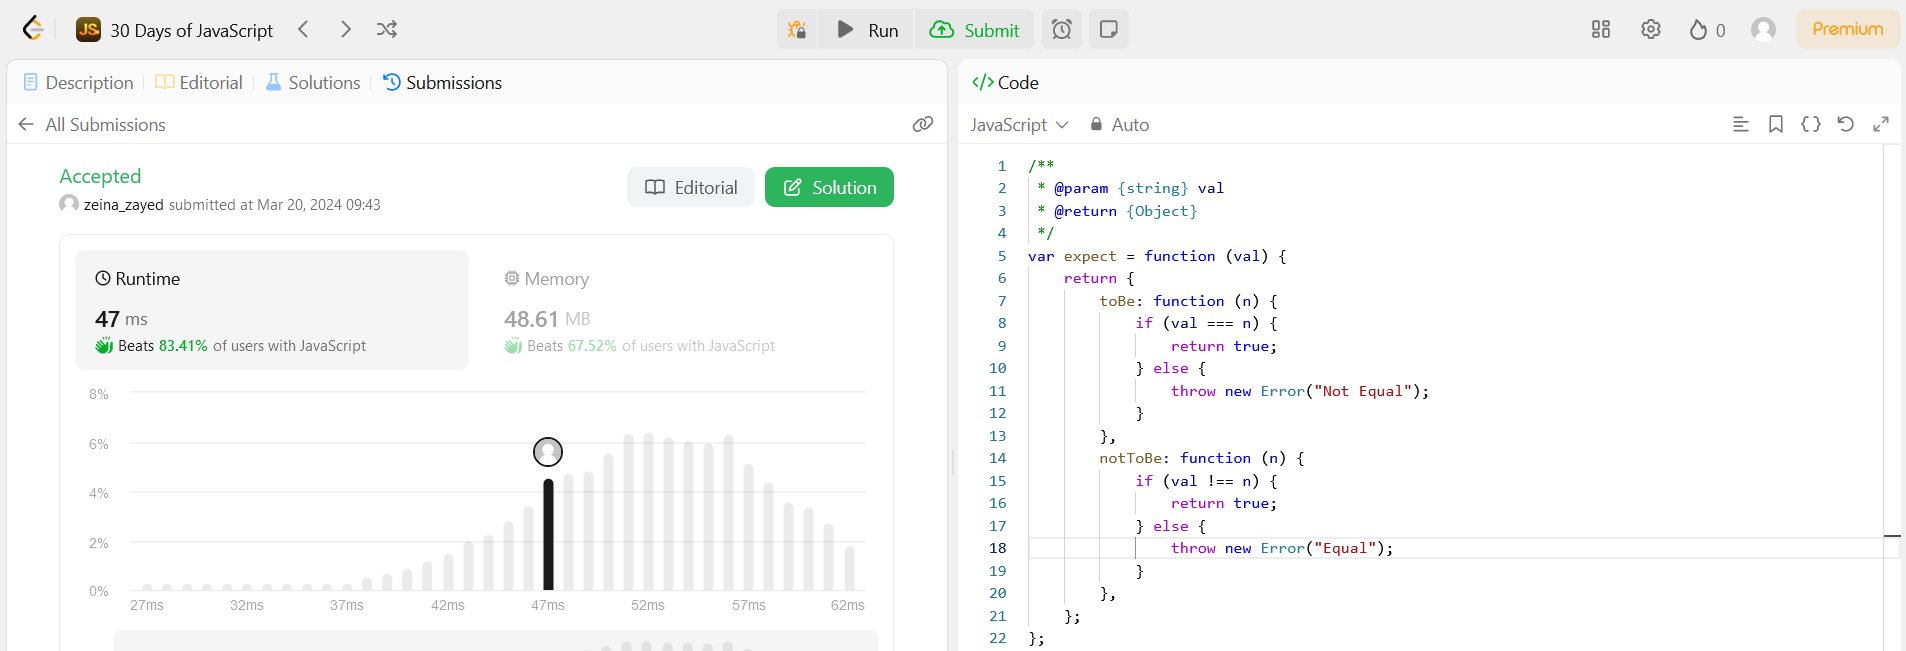 JS 30 Days of JavaScript
Run
Submit
0
Premium
Description
Editorial
Solutions
Submissions
All Submissions
Accepted
zeina_zayed submitted at Mar 20, 2024 09:43
Editorial
Solution
Runtime
47 ms
Beats 83.41% of users with JavaScript
Memory
48.61 MB
Beats 67.52% of users with JavaScript
8%
6%
4%
2%
0%
27ms 32ms 37ms 42ms 47ms 52ms 57ms 62ms
</> Code
JavaScript
Auto
1 /**
2  * @param {string} val
3  * @return {Object}
4  */
5 var expect = function (val) {
6     return {
7         toBe: function (n) {
8             if (val === n) {
9                 return true;
10             } else {
11                 throw new Error("Not Equal");
12             }
13         },
14         notToBe: function (n) {
15             if (val !== n) {
16                 return true;
17             } else {
18                 throw new Error("Equal");
19             }
20         },
21     };
22 };